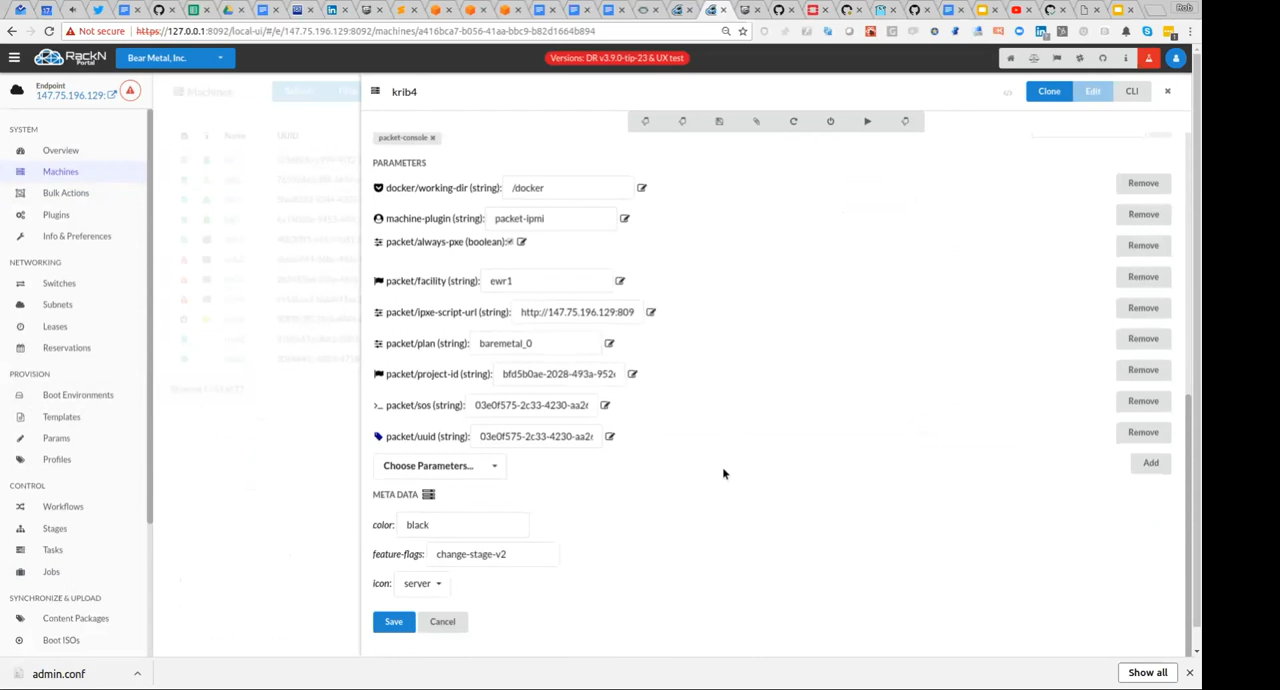 17
Rob
Not secure https://127.0.0.1:8092/local-ui/#/e/147.75.196.129:8092/machines/a416bca7-b056-41aa-bbc9-b82d1664b894
RackN Portal
Bear Metal, Inc.
Versions: DR v3.9.0-tip-23 & UX test
Endpoint
147.75.196.129:
Machines
krib4
Clone Edit CLI
Name UUID
SYSTEM
Overview
Machines
Bulk Actions
Plugins
Info & Preferences
NETWORKING
Switches
Subnets
Leases
Reservations
PROVISION
Boot Environments
Templates
Params
Profiles
CONTROL
Workflows
Stages
Tasks
Jobs
SYNCHRONIZE & UPLOAD
Content Packages
Boot ISOs
packet-console ×
PARAMETERS
docker/working-dir (string): /docker Remove
machine-plugin (string): packet-ipmi Remove
packet/always-pxe (boolean): Remove
packet/facility (string): ewr1 Remove
packet/ipxe-script-url (string): http://147.75.196.129:809 Remove
packet/plan (string): baremetal_0 Remove
packet/project-id (string): bfd5b0ae-2028-493a-952 Remove
packet/sos (string): 03e0f575-2c33-4230-aa2 Remove
packet/uuid (string): 03e0f575-2c33-4230-aa2 Remove
Choose Parameters... Add
META DATA
color: black
feature-flags: change-stage-v2
icon: server
Save Cancel
admin.conf
Show all